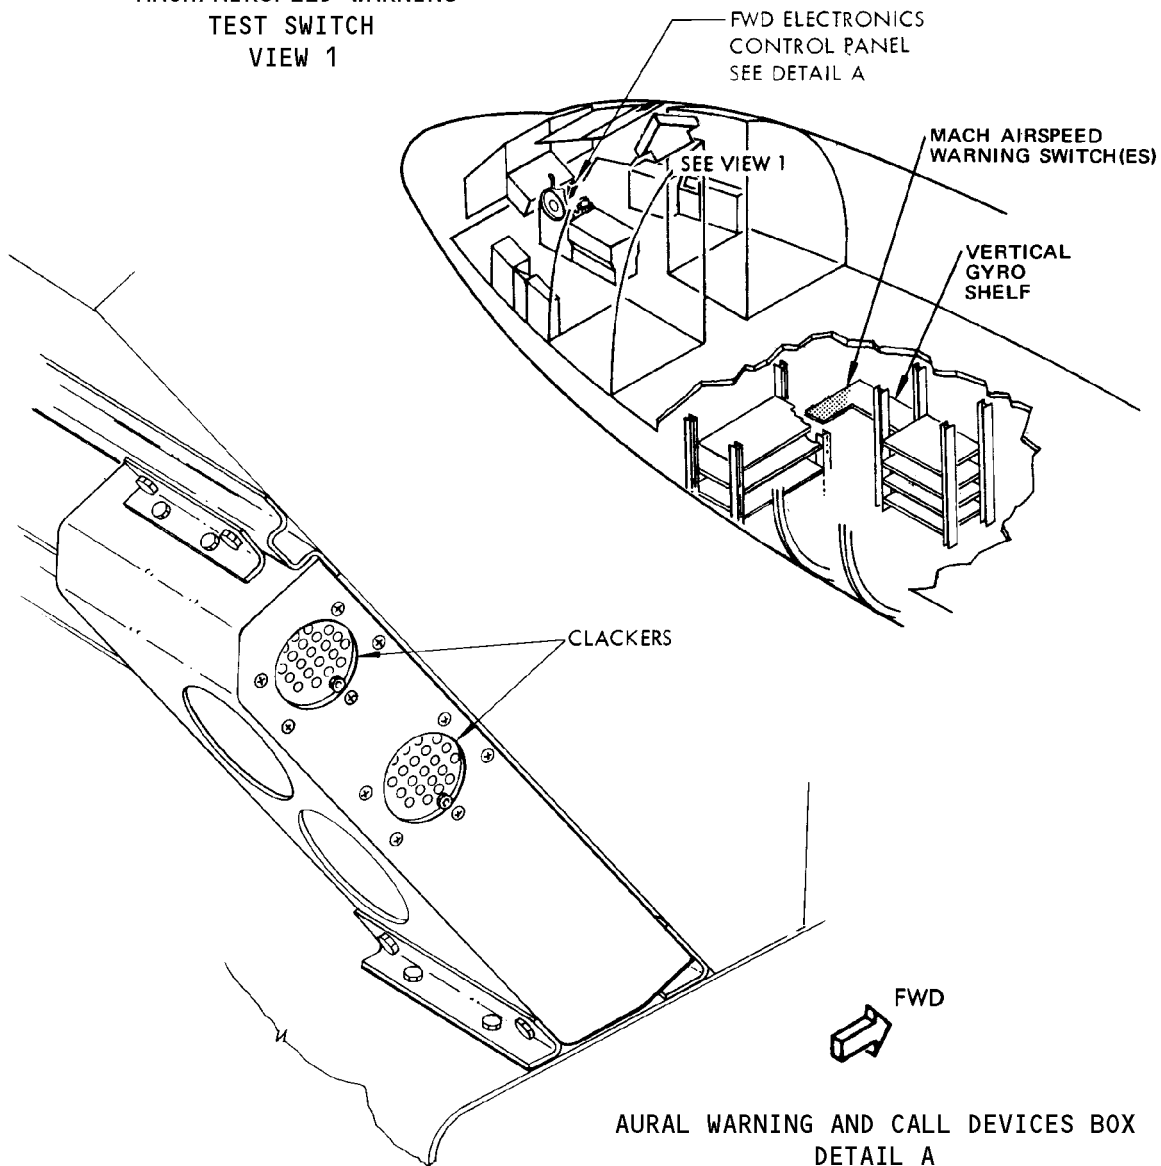 TEST SWITCH
VIEW 1
FWD ELECTRONICS
CONTROL PANEL
SEE DETAIL A
MACH AIRSPEED
WARNING SWITCH(ES)
SEE VIEW 1
VERTICAL
GYRO
SHELF
CLACKERS
FWD
AURAL WARNING AND CALL DEVICES BOX
DETAIL A